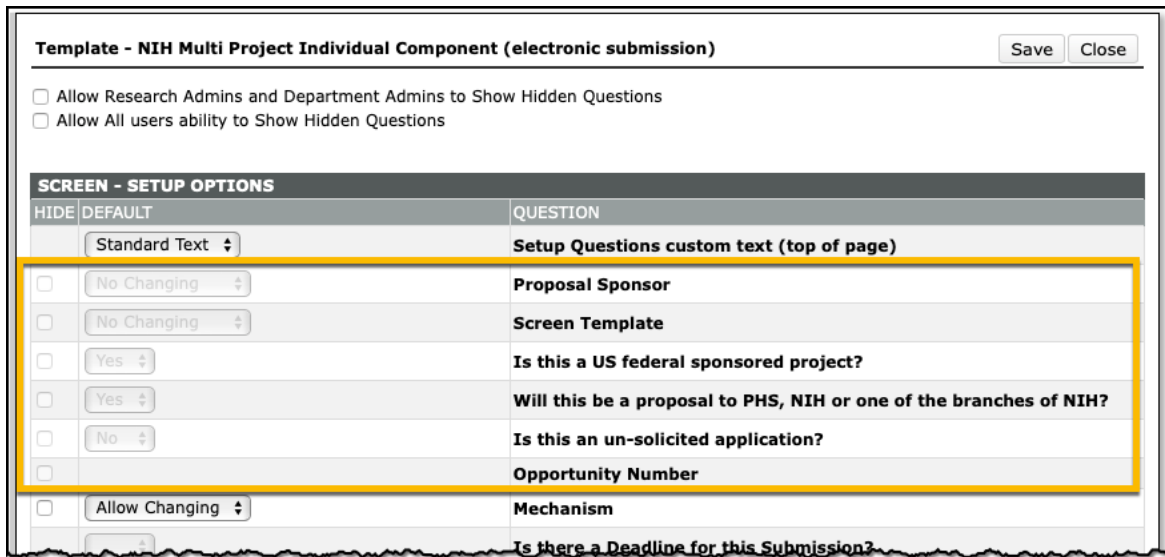 Template - NIH Multi Project Individual Component (electronic submission) Save Close
Allow Research Admins and Department Admins to Show Hidden Questions
Allow All users ability to Show Hidden Questions
SCREEN - SETUP OPTIONS
HIDE DEFAULT QUESTION
Standard Text Setup Questions custom text (top of page)
No Changing Proposal Sponsor
No Changing Screen Template
Yes Is this a US federal sponsored project?
Yes Will this be a proposal to PHS, NIH or one of the branches of NIH?
No Is this an un-solicited application?
Opportunity Number
Allow Changing Mechanism
Is there a Deadline for this Submission?